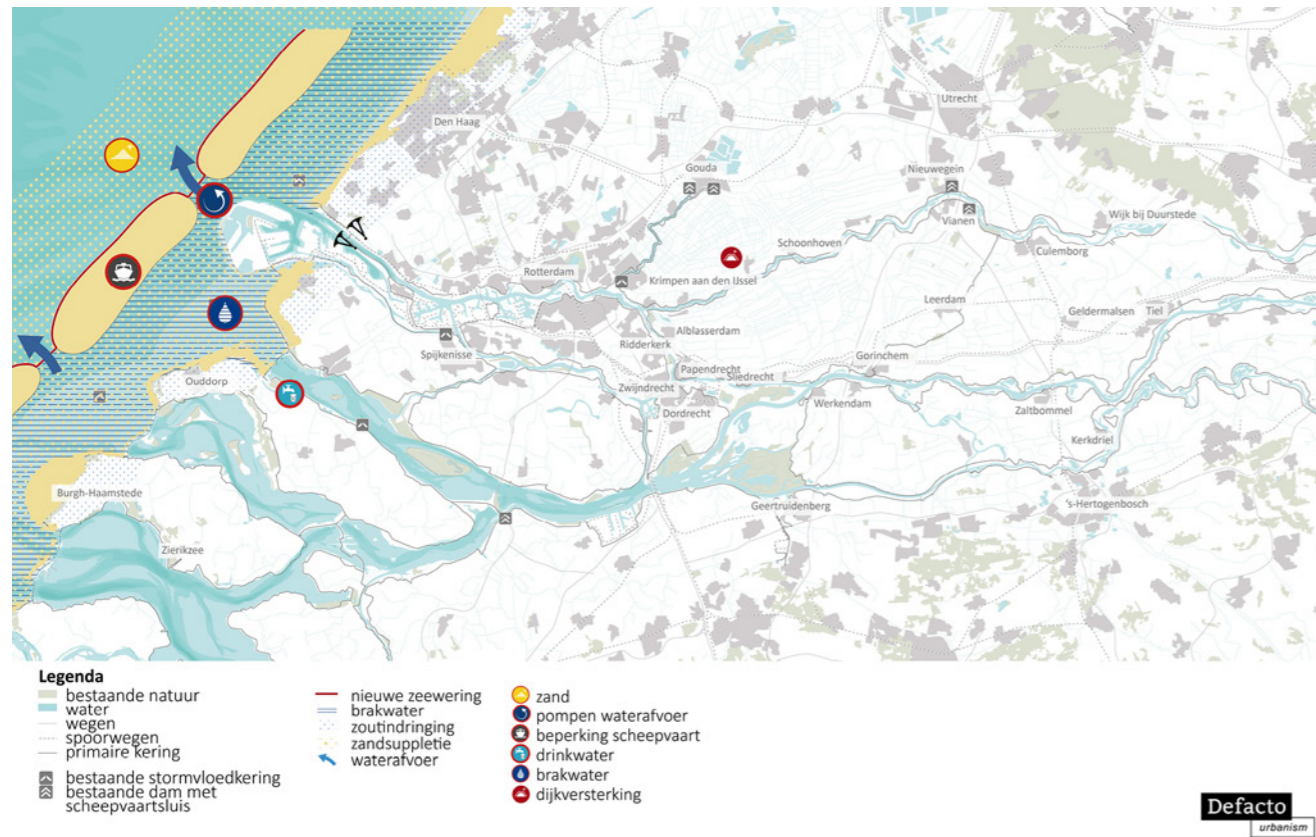 Utrecht
Den Haag
Gouda
Nieuwegein
Vianen
Wijk bij Duurstede
Schoonhoven
Culemborg
Rotterdam
Krimpen aan den IJssel
Leerdam
Geldermalsen
Tiel
Alblasserdam
Ridderkerk
Spijkenisse
Gorinchem
Papendrecht
Sliedrecht
Ouddorp
Zwijndrecht
Werkendam
Zaltbommel
Dordrecht
Kerkdriel
Burgh-Haamstede
Geertruidenberg
's-Hertogenbosch
Zierikzee
Legenda
bestaande natuur
water
wegen
spoorwegen
primaire kering
bestaande stormvloedkering
bestaande dam met
scheepvaartsluis
nieuwe zeewering
brakwater
zoutindringing
zandsuppletie
waterafvoer
zand
pompen waterafvoer
beperking scheepvaart
drinkwater
brakwater
dijkversterking
Defacto
urbanism